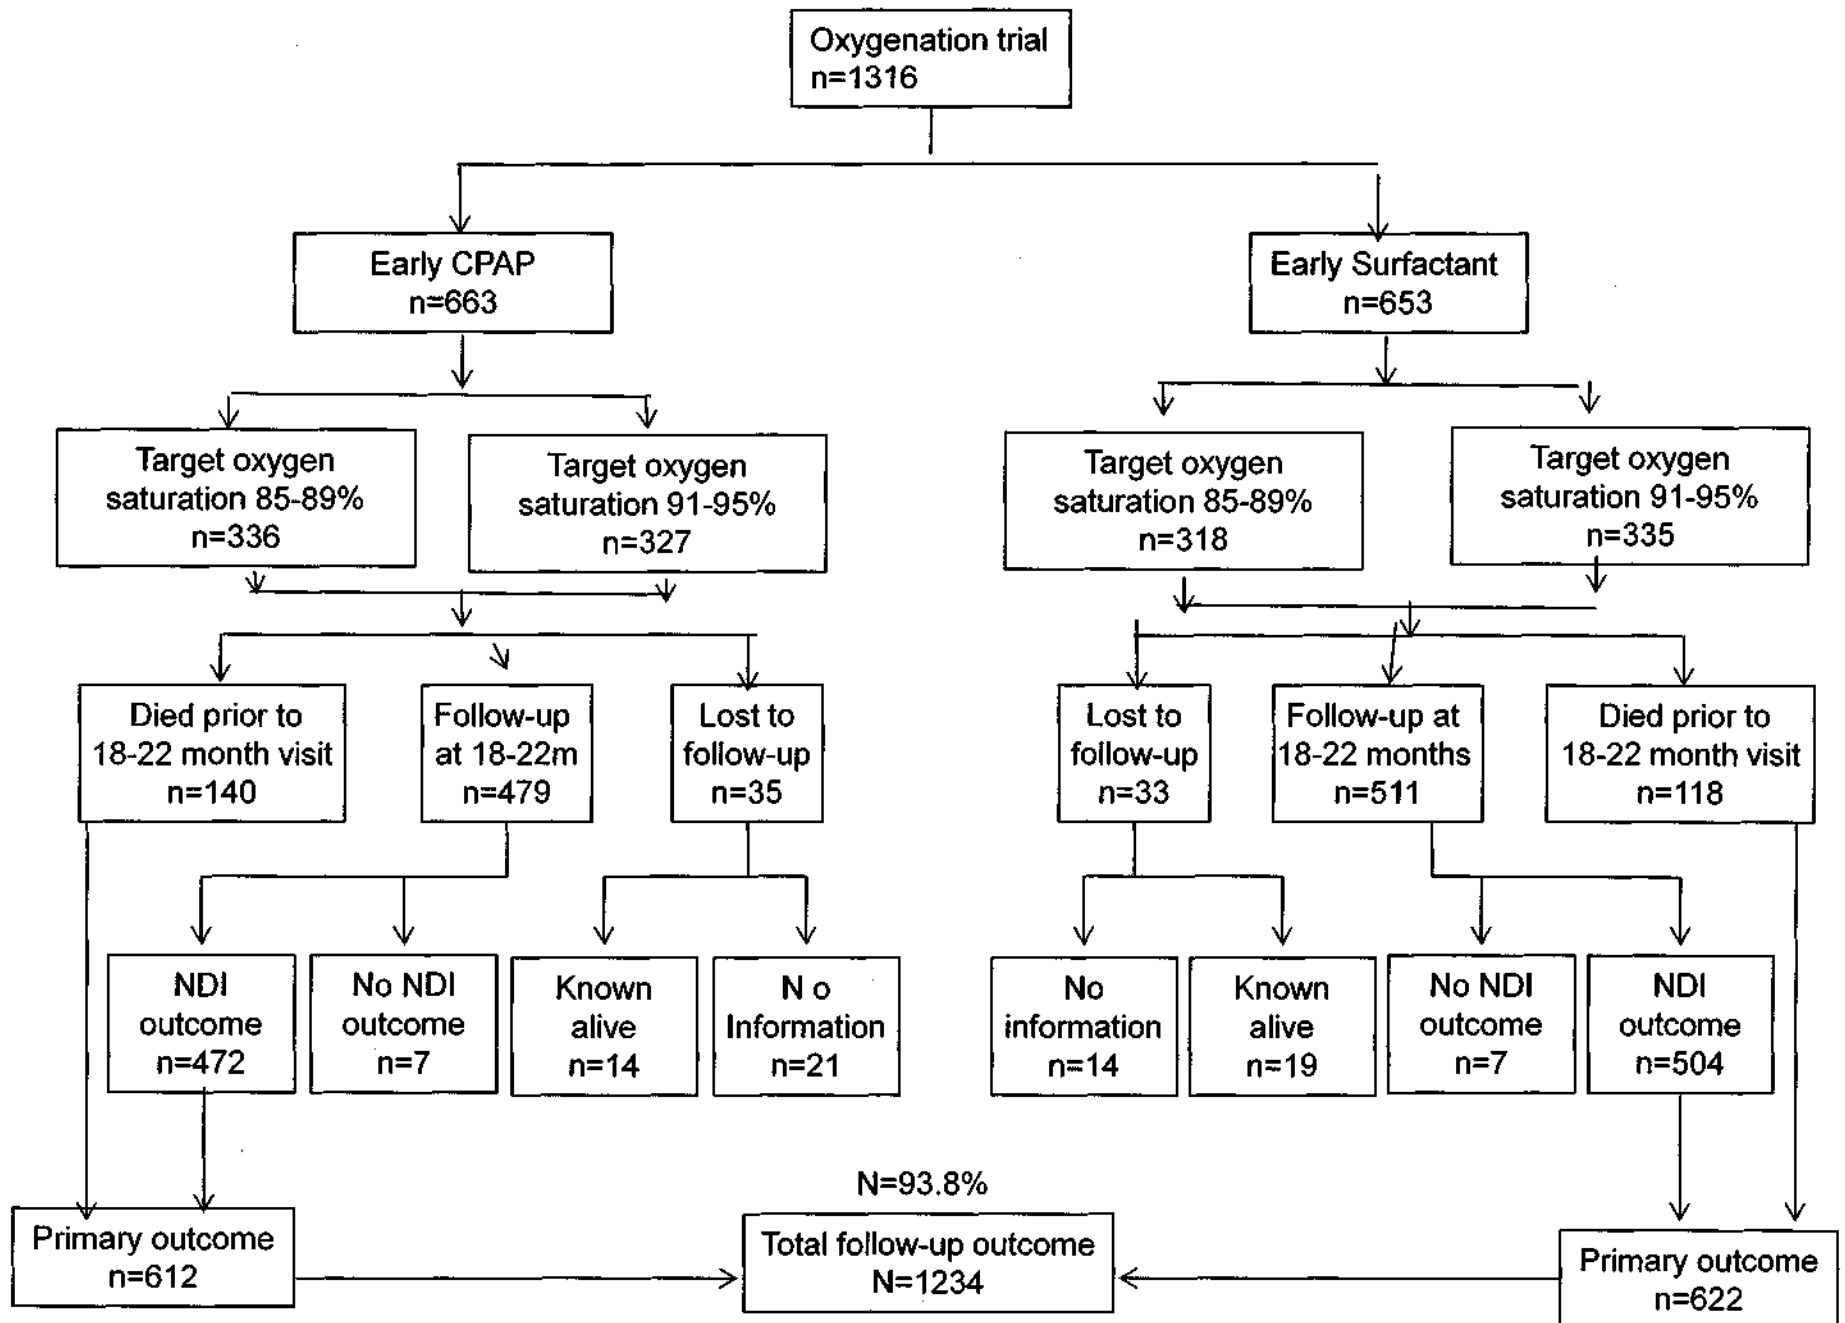 Oxygenation trial
n=1316
Early CPAP
n=663
Early Surfactant
n=653
Target oxygen
saturation 85-89%
n=336
Target oxygen
saturation 91-95%
n=327
Target oxygen
saturation 85-89%
n=318
Target oxygen
saturation 91-95%
n=335
Died prior to
18-22 month visit
n=140
Follow-up
at 18-22m
n=479
Lost to
follow-up
n=35
Lost to
follow-up
n=33
Follow-up at
18-22 months
n=511
Died prior to
18-22 month visit
n=118
NDI
outcome
n=472
No NDI
outcome
n=7
Known
alive
n=14
N o
Information
n=21
No
information
n=14
Known
alive
n=19
No NDI
outcome
n=7
NDI
outcome
n=504
Primary outcome
n=612
N=93.8%
Total follow-up outcome
N=1234
Primary outcome
n=622